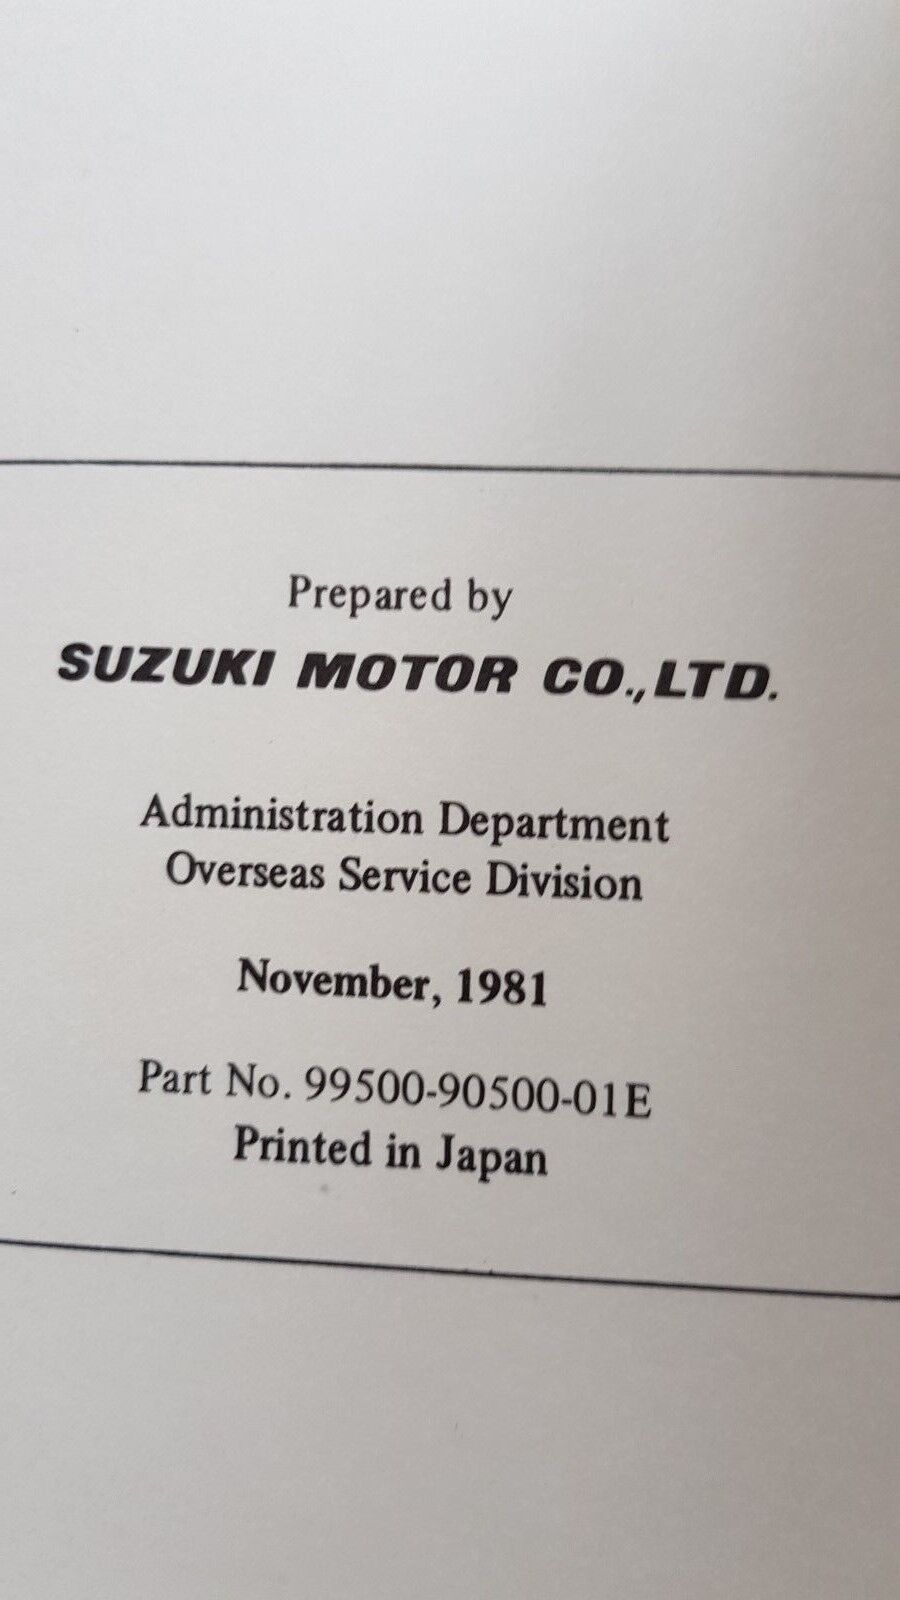 Prepared by
SUZUKI MOTOR CO.,LTD.
Administration Department
Overseas Service Division
November, 1981
Part No. 99500-90500-01E
Printed in Japan